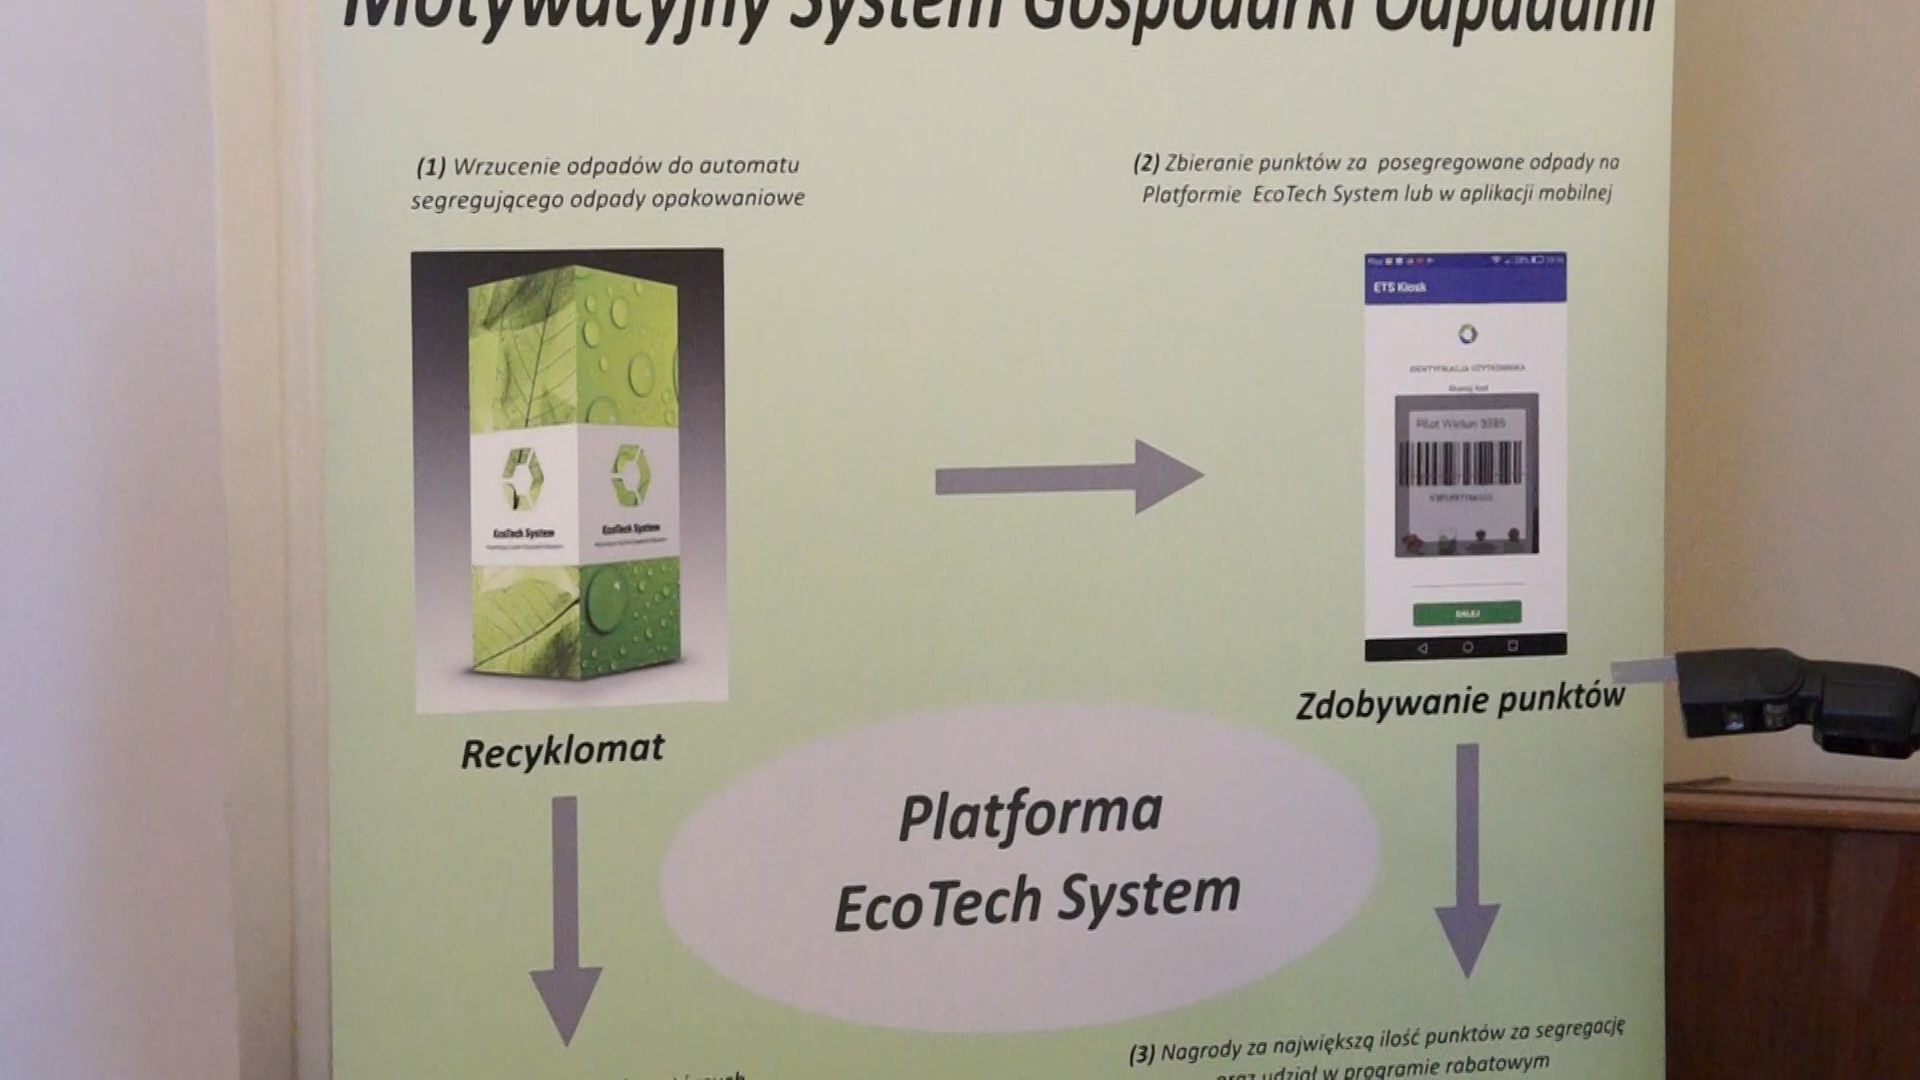 Motywacyjny System Gospodarki Odpadami
(1) Wrzucenie odpadów do automatu
segregującego odpady opakowaniowe
(2) Zbieranie punktów za posegregowane odpady na
Platformie EcoTech System lub w aplikacji mobilnej
ETS Kiosk
IDENTYFIKACJA UŻYTKOWNIKA
Skanuj kod
Pilot Wieluń 9385
DALEJ
EcoTech System
EcoTech System
Zdobywanie punktów
Recyklomat
Platforma
EcoTech System
(3) Nagrody za największą ilość punktów za segregację
oraz udział w programie rabatowym